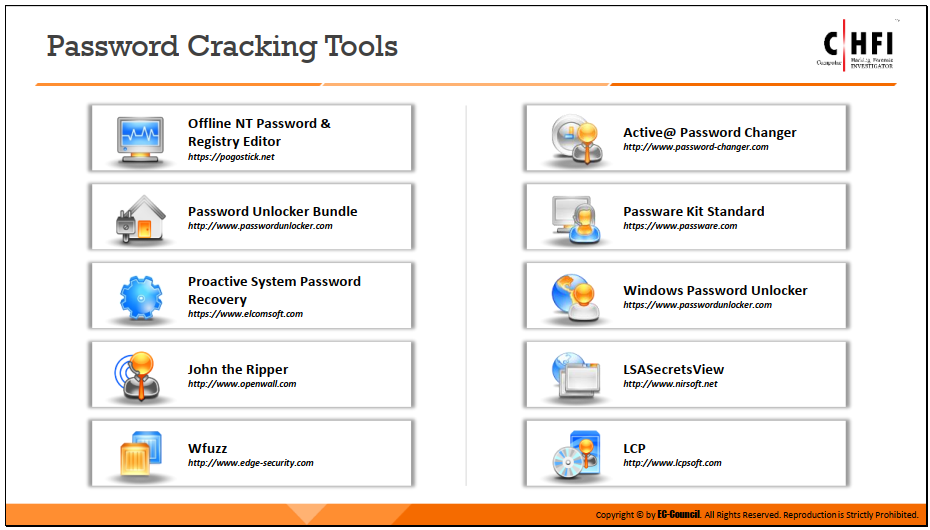 Password Cracking Tools
CHFI
Computer Hacking Forensic
INVESTIGATOR
Offline NT Password &
Registry Editor
https://pogostick.net
Password Unlocker Bundle
http://www.passwordunlocker.com
Proactive System Password
Recovery
https://www.elcomsoft.com
John the Ripper
http://www.openwall.com
Wfuzz
http://www.edge-security.com
Active@ Password Changer
http://www.password-changer.com
Passware Kit Standard
https://www.passware.com
Windows Password Unlocker
https://www.passwordunlocker.com
LSASecretsView
http://www.nirsoft.net
LCP
http://www.lcpsoft.com
Copyright © by EC-Council. All Rights Reserved. Reproduction is Strictly Prohibited.